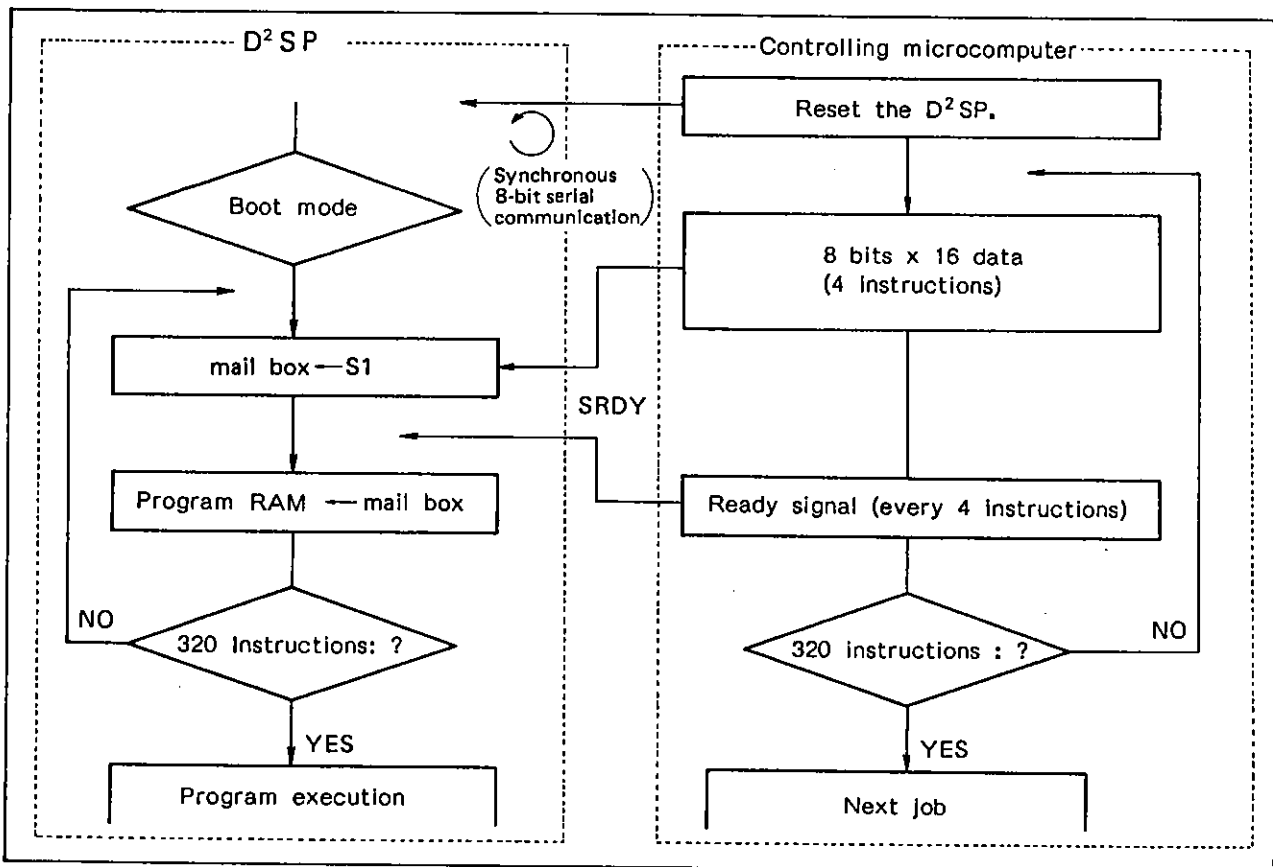 D² SP
Boot mode
(Synchronous
8-bit serial
communication)
mail box ← S1
SRDY
Program RAM ← mail box
NO
320 Instructions: ?
YES
Program execution
Controlling microcomputer
Reset the D² SP.
8 bits x 16 data
(4 instructions)
Ready signal (every 4 instructions)
320 instructions : ?
NO
YES
Next job